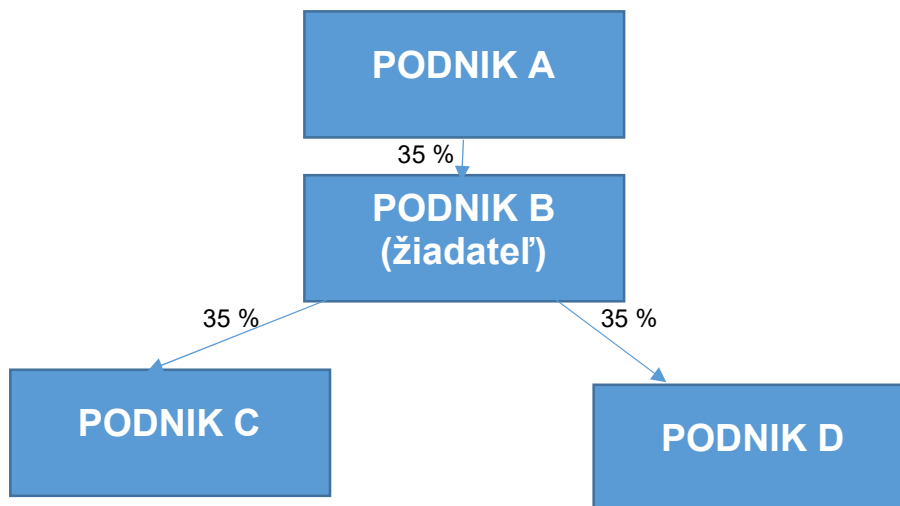 PODNIK A
35 %
PODNIK B
(žiadateľ)
35 %
35 %
PODNIK C
PODNIK D